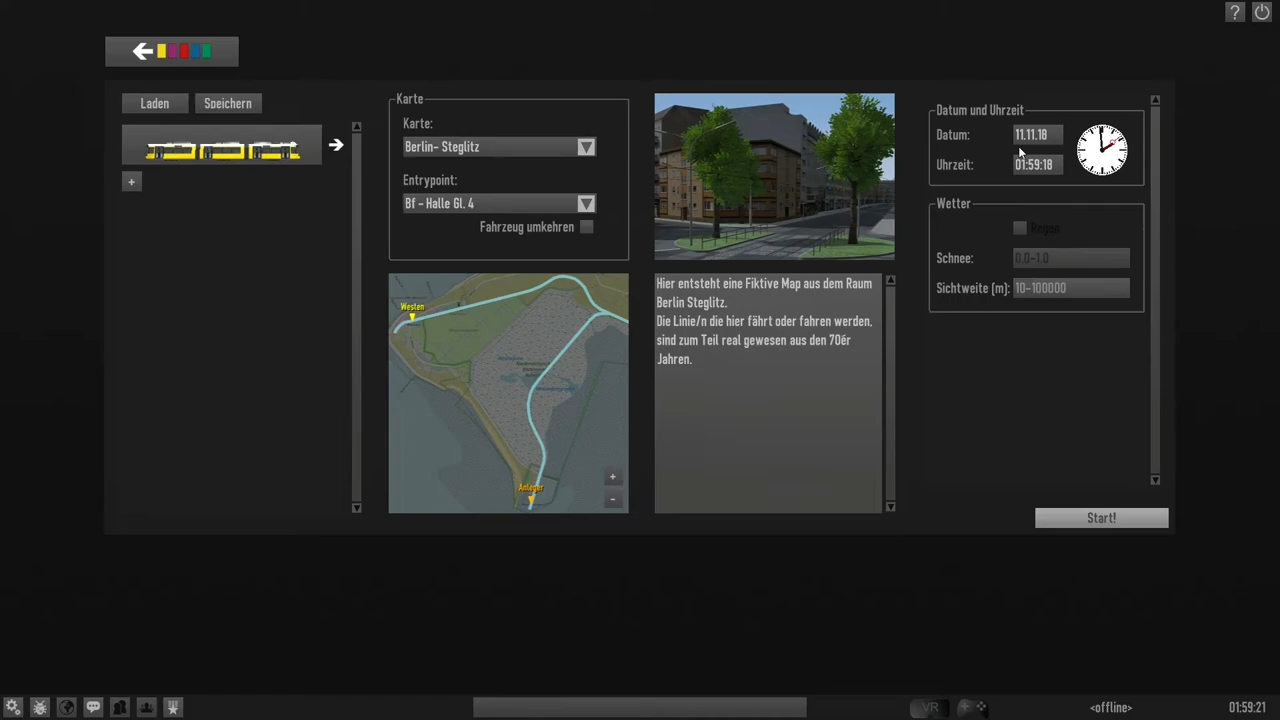 ?
Laden
Speichern
+
Karte
Karte:
Berlin- Steglitz
Entrypoint:
Bf - Halle Gl. 4
Fahrzeug umkehren
Westen
Anleger
+
-
Hier entsteht eine Fiktive Map aus dem Raum
Berlin Steglitz.
Die Linie/n die hier fährt oder fahren werden,
sind zum Teil real gewesen aus den 70ér
Jahren.
Datum und Uhrzeit
Datum:
11.11.18
Uhrzeit:
01:59:18
Wetter
Regen
Schnee:
0,0-1.0
Sichtweite (m):
10-100000
Start!
VR
<offline>
01:59:21